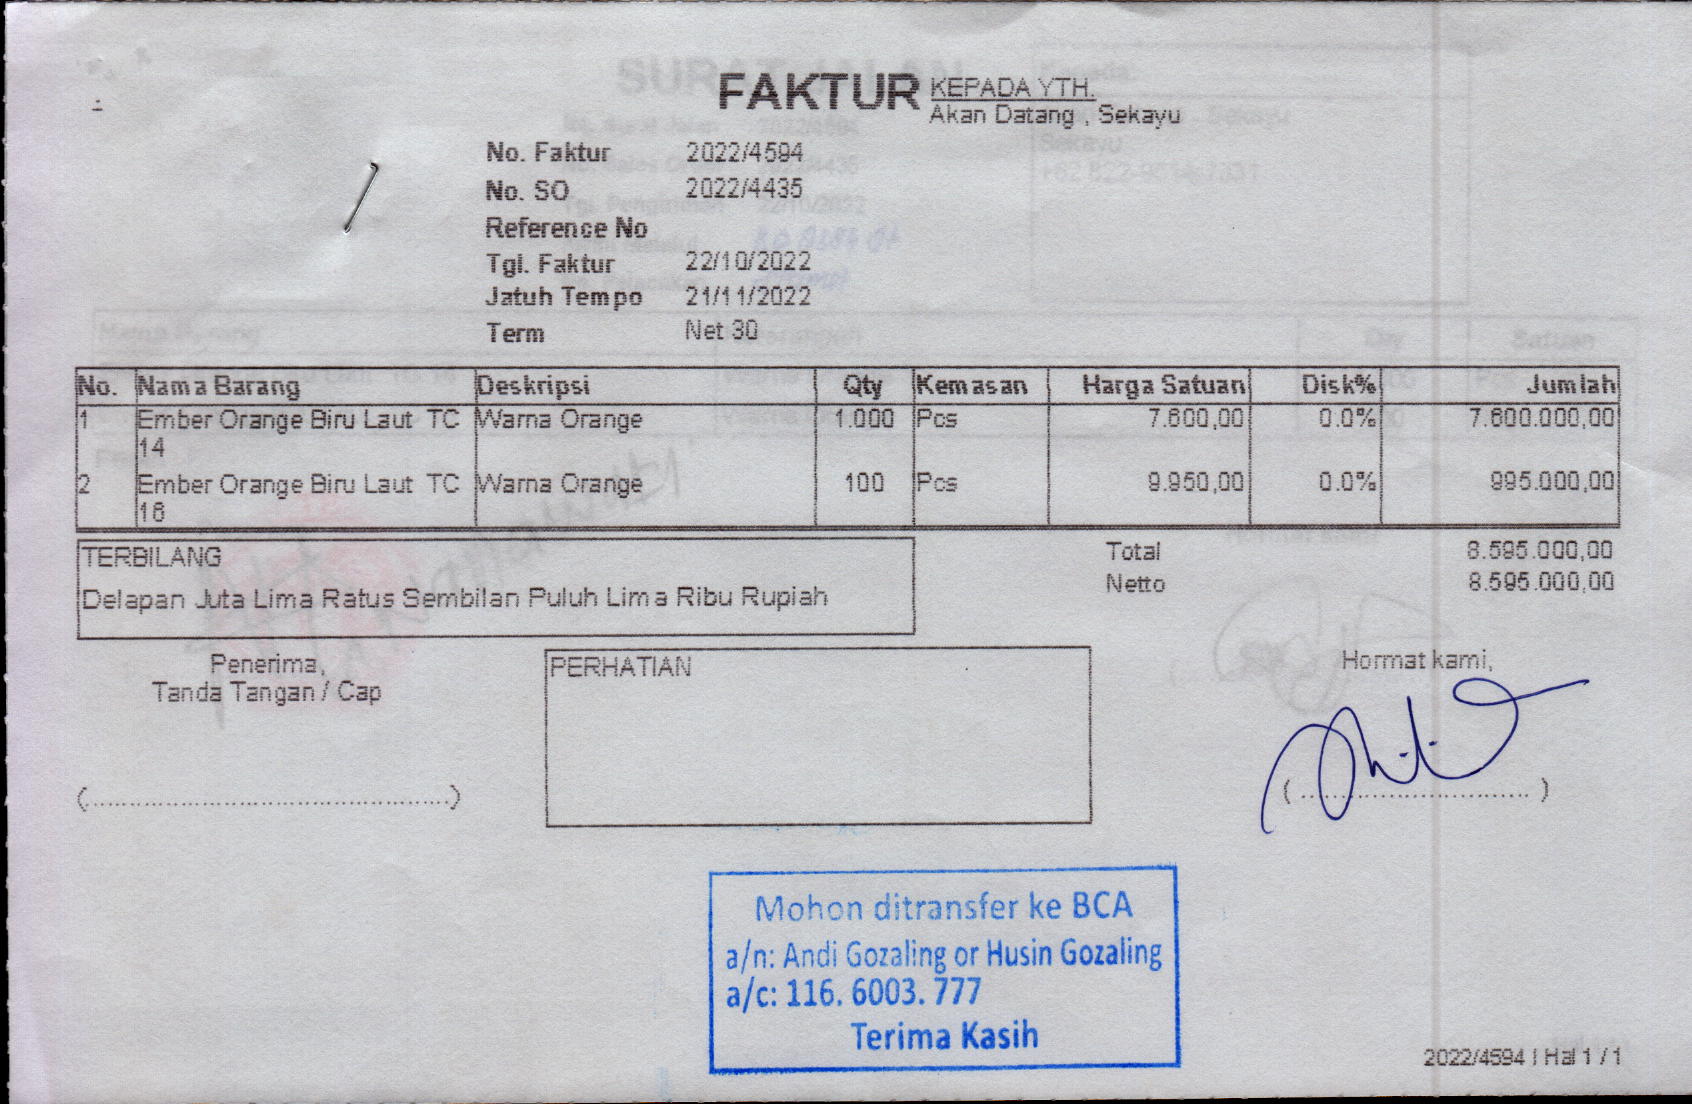 FAKTUR
KEPADA YTH.
Akan Datang , Sekayu
No. Faktur 2022/4594
No. SO 2022/4435
Reference No
Tgl. Faktur 22/10/2022
Jatuh Tempo 21/11/2022
Term Net 30
No. Nama Barang Deskripsi Qty Kemasan Harga Satuan Disk% Jumlah
1 Ember Orange Biru Laut TC Warna Orange 1.000 Pcs 7.600,00 0.0% 7.600.000,00
14
2 Ember Orange Biru Laut TC Warna Orange 100 Pcs 9.950,00 0.0% 995.000,00
16
TERBILANG
Delapan Juta Lima Ratus Sembilan Puluh Lima Ribu Rupiah
Total 8.595.000,00
Netto 8.595.000,00
Penerima,
Tanda Tangan / Cap
PERHATIAN
Hormat kami,
(..................................................)
( ................................ )
Mohon ditransfer ke BCA
a/n: Andi Gozaling or Husin Gozaling
a/c: 116. 6003. 777
Terima Kasih
2022/4594 | Hal 1 / 1